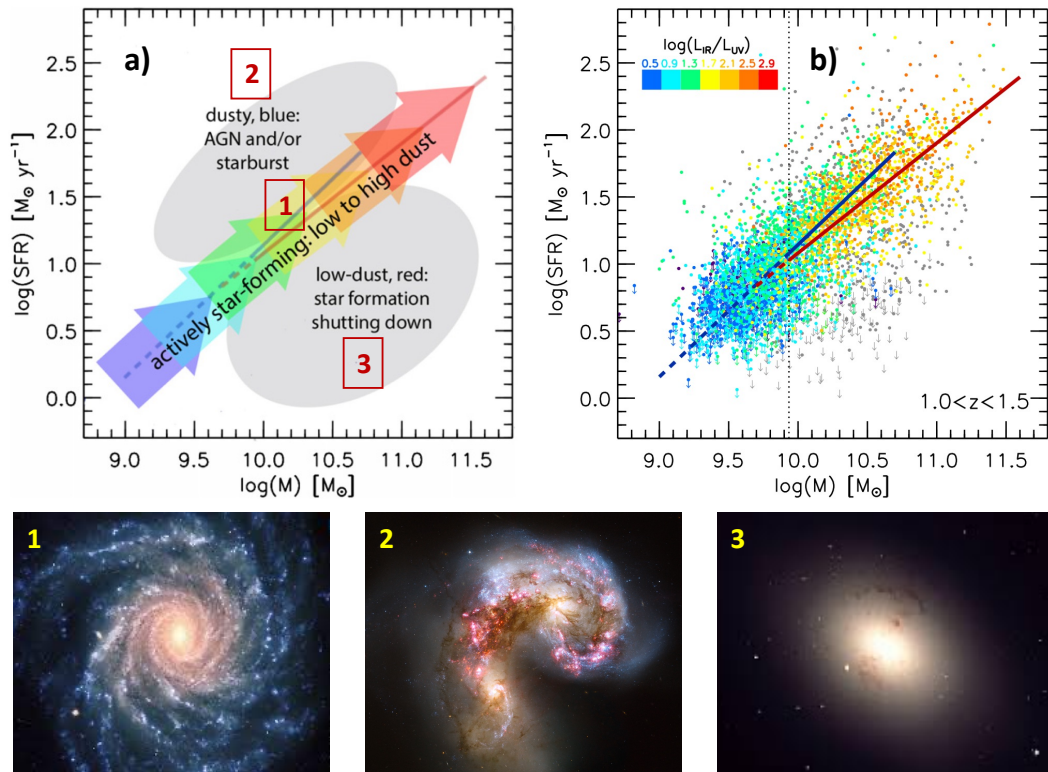 a)
2
dusty, blue:
AGN and/or
starburst
1
actively star-forming: low to high dust
low-dust, red:
star formation
shutting down
3
log(SFR) [M⊙ yr⁻¹]
2.5
2.0
1.5
1.0
0.5
0.0
9.0 9.5 10.0 10.5 11.0 11.5
log(M) [M⊙]
b)
log(L_IR/L_UV)
0.5 0.9 1.3 1.7 2.1 2.5 2.9
log(SFR) [M⊙ yr⁻¹]
2.5
2.0
1.5
1.0
0.5
0.0
1.0<z<1.5
9.0 9.5 10.0 10.5 11.0 11.5
log(M) [M⊙]
1
2
3